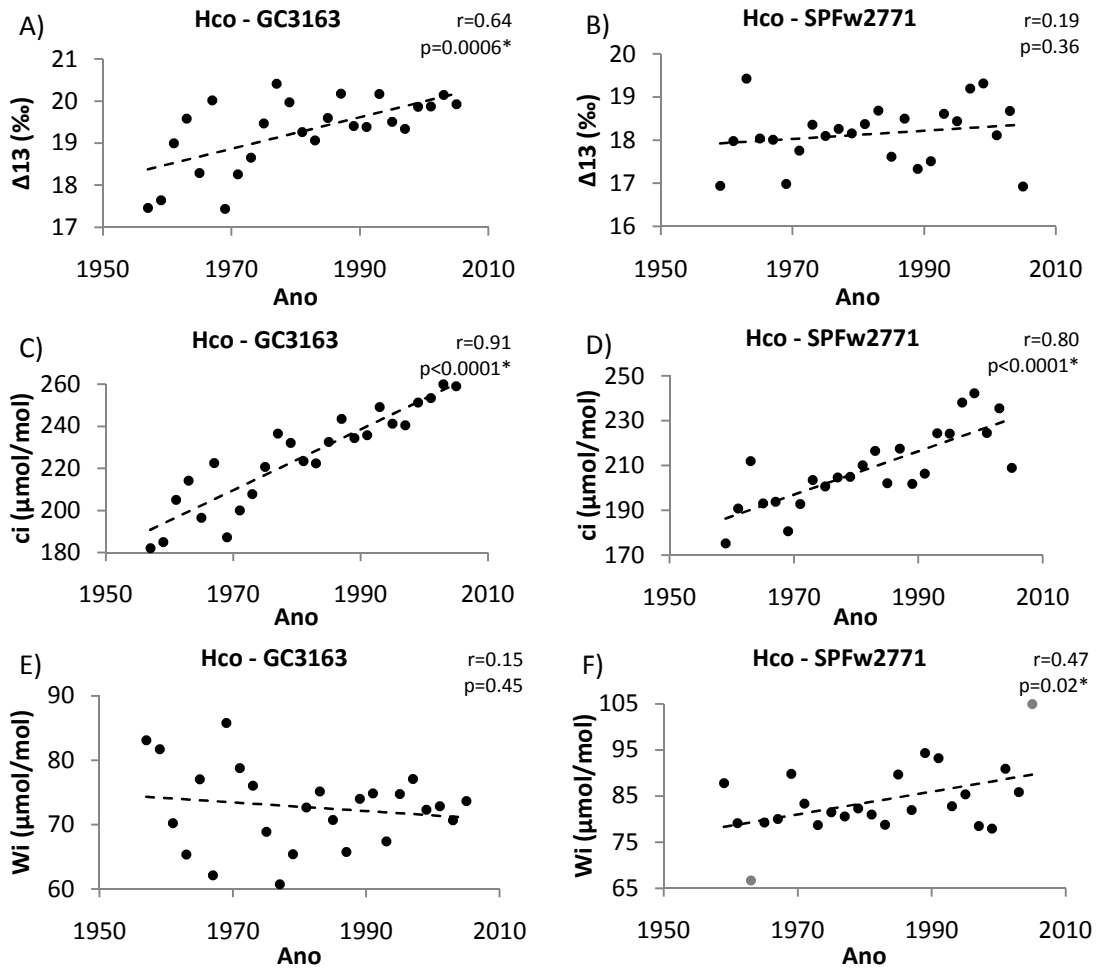 A) Hco - GC3163 r=0.64
p=0.0006*
21
20
19
18
17
Δ13 (‰)
1950 1970 1990 2010
Ano
B) Hco - SPFw2771 r=0.19
p=0.36
20
19
18
17
16
Δ13 (‰)
1950 1970 1990 2010
Ano
C) Hco - GC3163 r=0.91
p<0.0001*
260
240
220
200
180
ci (μmol/mol)
1950 1970 1990 2010
Ano
D) Hco - SPFw2771 r=0.80
p<0.0001*
250
230
210
190
170
ci (μmol/mol)
1950 1970 1990 2010
Ano
E) Hco - GC3163 r=0.15
p=0.45
90
80
70
60
Wi (μmol/mol)
1950 1970 1990 2010
Ano
F) Hco - SPFw2771 r=0.47
p=0.02*
105
95
85
75
65
Wi (μmol/mol)
1950 1970 1990 2010
Ano